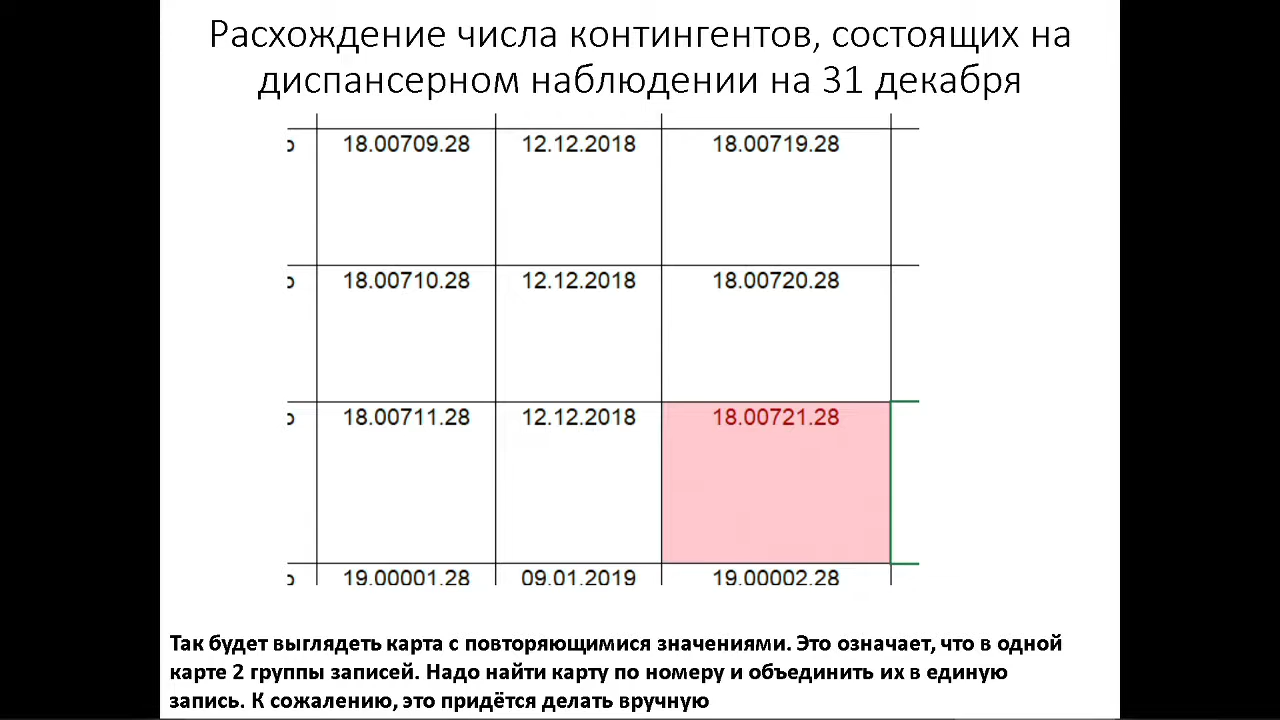 Расхождение числа контингентов, состоящих на
диспансерном наблюдении на 31 декабря
18.00709.28 12.12.2018 18.00719.28
18.00710.28 12.12.2018 18.00720.28
18.00711.28 12.12.2018 18.00721.28
19.00001.28 09.01.2019 19.00002.28
Так будет выглядеть карта с повторяющимися значениями. Это означает, что в одной
карте 2 группы записей. Надо найти карту по номеру и объединить их в единую
запись. К сожалению, это придётся делать вручную